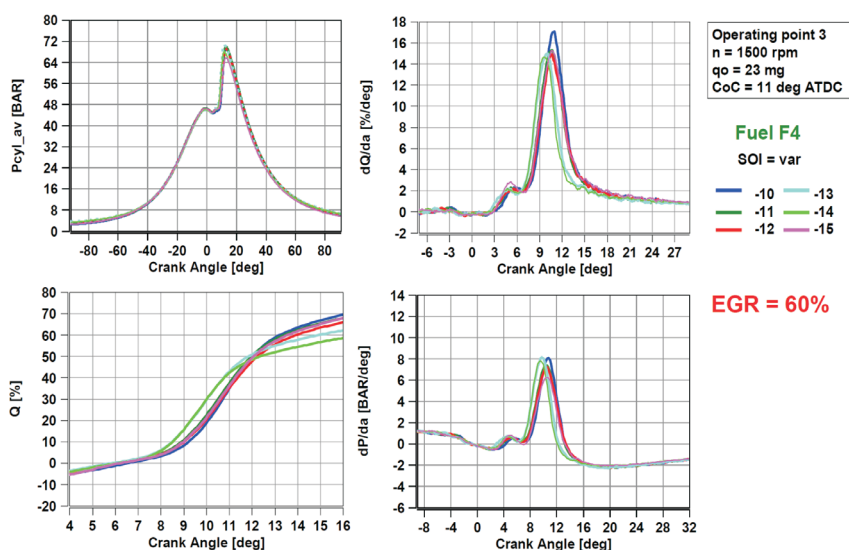 80
72
64
56
48
40
32
24
16
8
0
Pcyl_av [BAR]
-80 -60 -40 -20 0 20 40 60 80
Crank Angle [deg]
18
16
14
12
10
8
6
4
2
0
-2
dQ/da [%/deg]
-6 -3 0 3 6 9 12 15 18 21 24 27
Crank Angle [deg]
Operating point 3
n = 1500 rpm
qo = 23 mg
CoC = 11 deg ATDC
Fuel F4
SOI = var
-10 -13
-11 -14
-12 -15
80
70
60
50
40
30
20
10
0
-10
-20
Q [%]
4 5 6 7 8 9 10 11 12 13 14 15 16
Crank Angle [deg]
14
12
10
8
6
4
2
0
-2
-4
-6
dP/da [BAR/deg]
-8 -4 0 4 8 12 16 20 24 28 32
Crank Angle [deg]
EGR = 60%